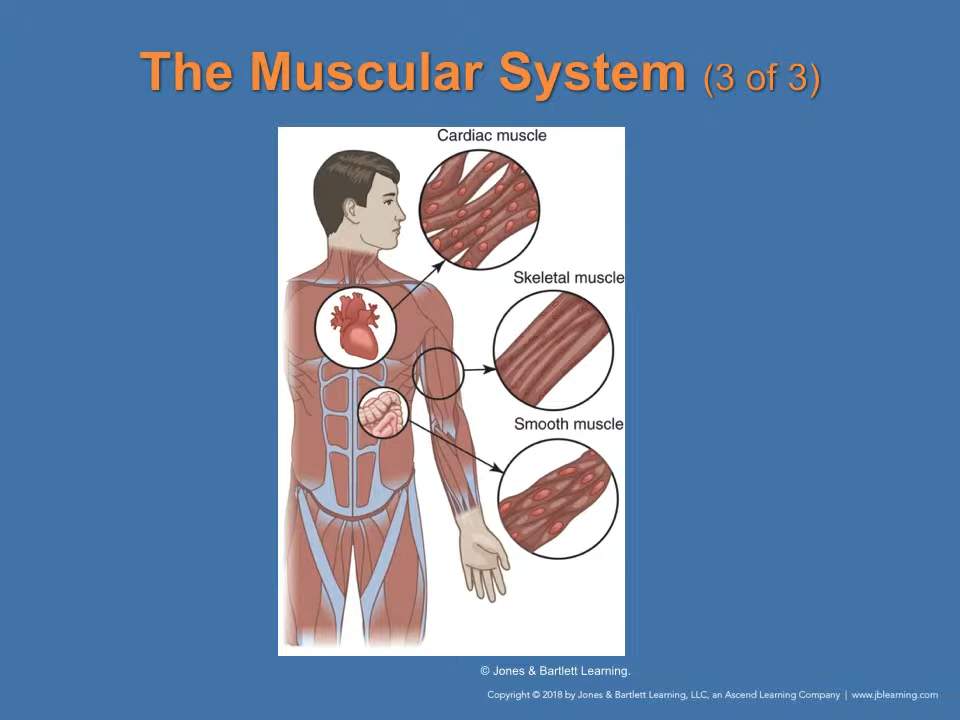 The Muscular System (3 of 3)
Cardiac muscle
Skeletal muscle
Smooth muscle
© Jones & Bartlett Learning.
Copyright © 2018 by Jones & Bartlett Learning, LLC, an Ascend Learning Company | www.jblearning.com